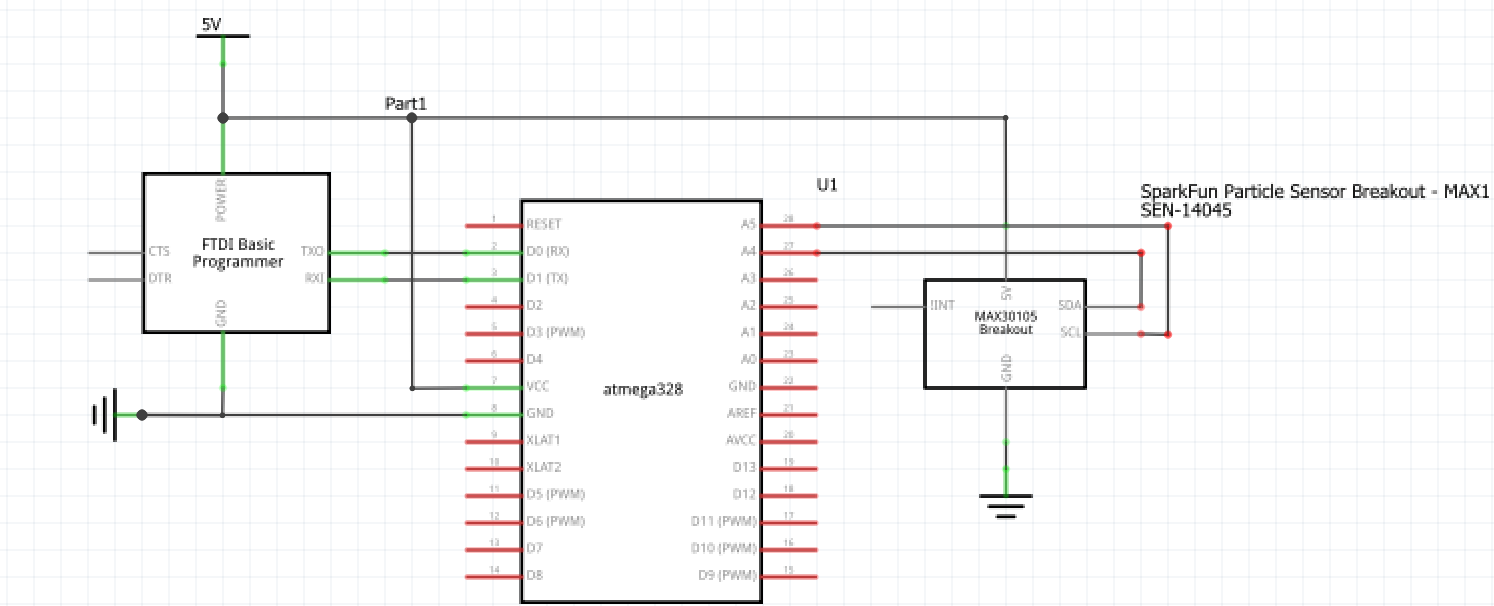 5V
Part1
POWER
FTDI Basic
Programmer
CTS
DTR
TXO
RXI
GND
U1
atmega328
1
RESET
2
D0 (RX)
3
D1 (TX)
4
D2
5
D3 (PWM)
6
D4
7
VCC
8
GND
9
XLAT1
10
XLAT2
11
D5 (PWM)
12
D6 (PWM)
13
D7
14
D8
A5
28
A4
27
A3
26
A2
25
A1
24
A0
23
GND
22
AREF
21
AVCC
20
D13
19
D12
18
D11 (PWM)
17
D10 (PWM)
16
D9 (PWM)
15
SparkFun Particle Sensor Breakout - MAX1
SEN-14045
5V
!INT
MAX30105
Breakout
SDA
SCL
GND